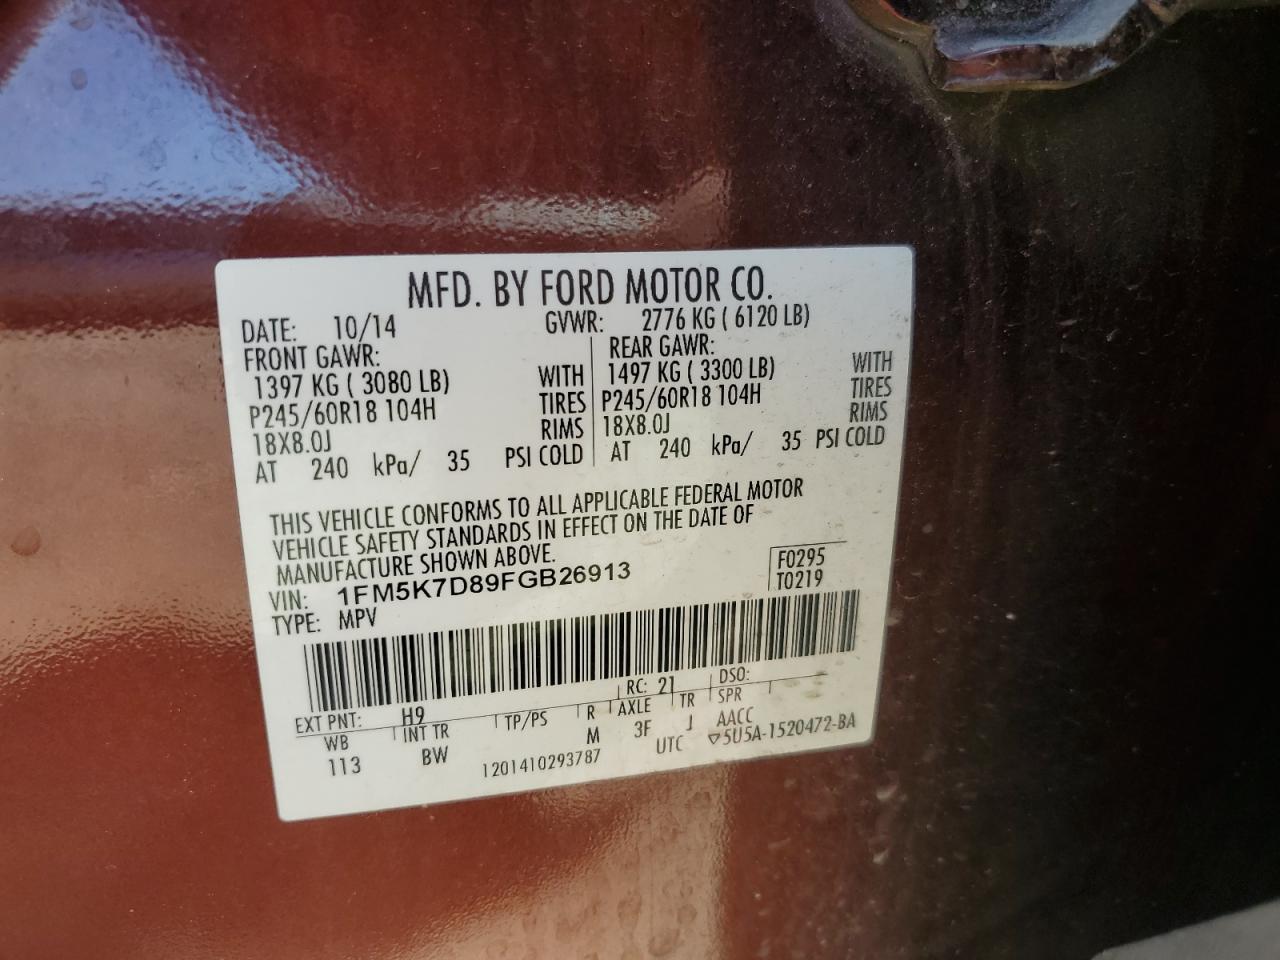 MFD. BY FORD MOTOR CO.
DATE: 10/14 GVWR: 2776 KG ( 6120 LB)
FRONT GAWR: REAR GAWR:
1397 KG ( 3080 LB) WITH 1497 KG ( 3300 LB) WITH
P245/60R18 104H TIRES P245/60R18 104H TIRES
18X8.0J RIMS 18X8.0J RIMS
AT 240 kPa/ 35 PSI COLD AT 240 kPa/ 35 PSI COLD
THIS VEHICLE CONFORMS TO ALL APPLICABLE FEDERAL MOTOR
VEHICLE SAFETY STANDARDS IN EFFECT ON THE DATE OF
MANUFACTURE SHOWN ABOVE.
VIN: 1FM5K7D89FGB26913 F0295
TYPE: MPV T0219
EXT PNT: H9 RC: 21 DSO:
WB INT TR TP/PS R AXLE TR SPR
113 BW M 3F J AACC
1201410293787 UTC ▽5U5A-1520472-BA